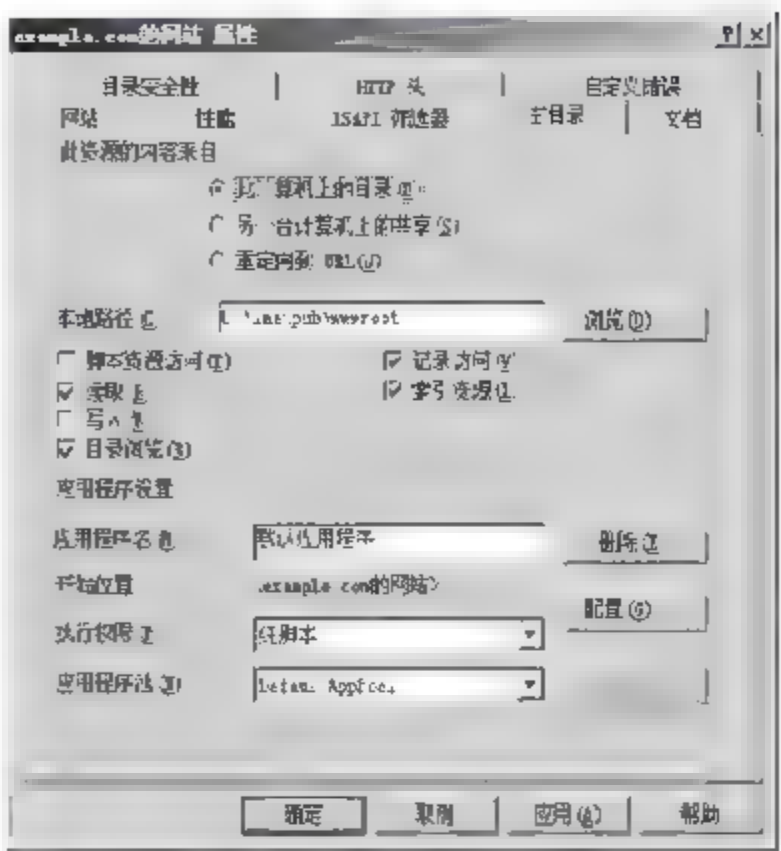 example.com的网站 属性
目录安全性 HTTP 头 自定义错误
网站 性能 ISAPI 筛选器 主目录 文档
此资源的内容来自
此计算机上的目录(D)
另一台计算机上的共享(S)
重定向到 URL(U)
本地路径(C) \inetpub\wwwroot 浏览(O)
脚本资源访问(T) 记录访问(V)
读取(R) 索引资源(I)
写入(W)
目录浏览(B)
应用程序设置
应用程序名(M) 默认应用程序 删除(E)
开始位置 example.com的网站>
配置(G)
执行权限(P) 纯脚本
应用程序池(N) AppPool
确定 取消 应用(A) 帮助